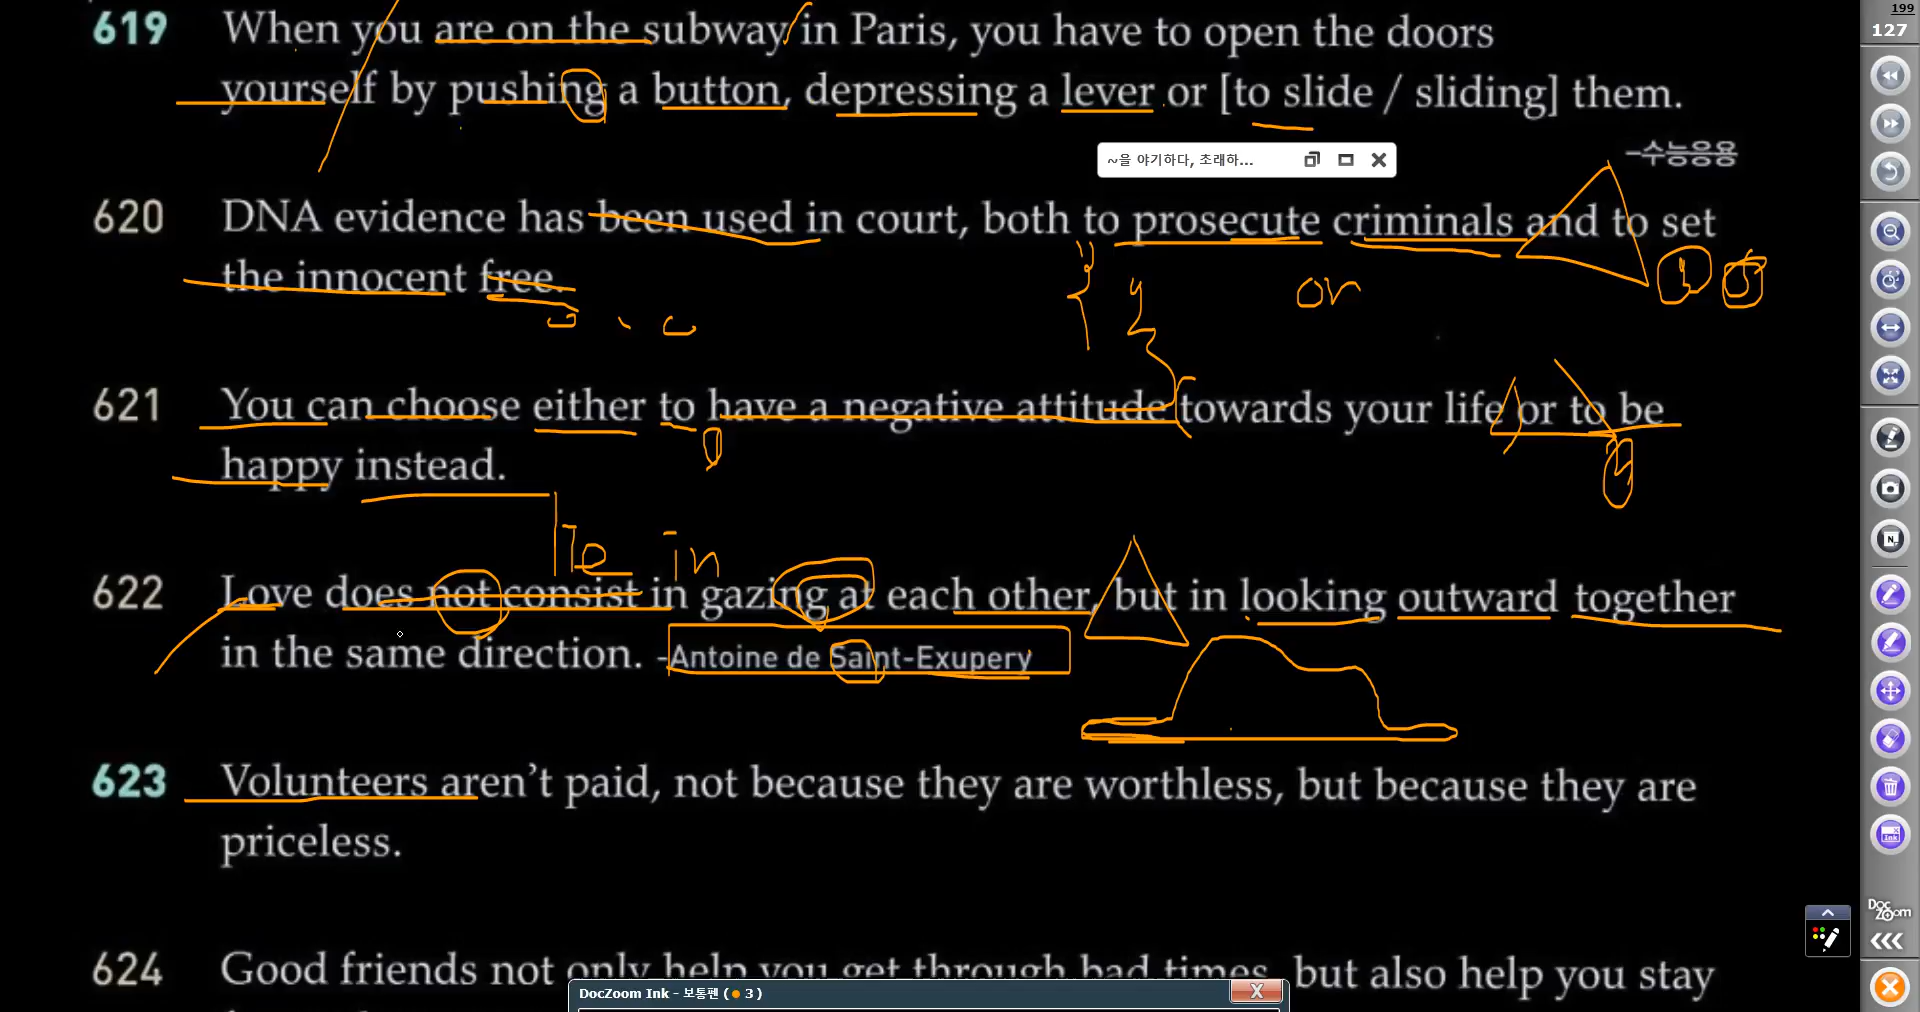 199
127
619 When you are on the subway in Paris, you have to open the doors
yourself by pushing a button, depressing a lever or [to slide / sliding] them.
~을 야기하다, 초래하...
-수능응용
620 DNA evidence has been used in court, both to prosecute criminals and to set
the innocent free.
or
621 You can choose either to have a negative attitude towards your life or to be
happy instead.
lie in
622 Love does not consist in gazing at each other, but in looking outward together
in the same direction. -Antoine de Saint-Exupery
623 Volunteers aren't paid, not because they are worthless, but because they are
priceless.
624 Good friends not only help you get through bad times, but also help you stay
DocZoom Ink - 보통펜 ( 3 )
Doc
Zoom